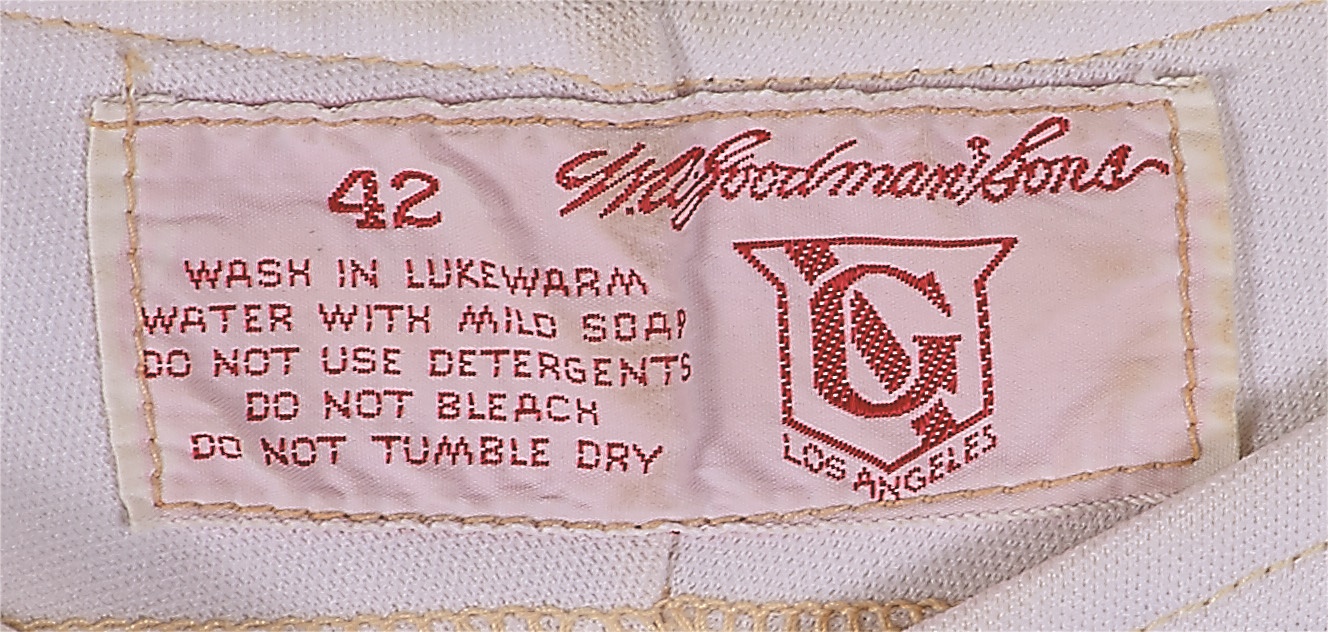 42
WASH IN LUKEWARM
WATER WITH MILD SOAP
DO NOT USE DETERGENTS
DO NOT BLEACH
DO NOT TUMBLE DRY
Goodman & Sons
G
LOS ANGELES